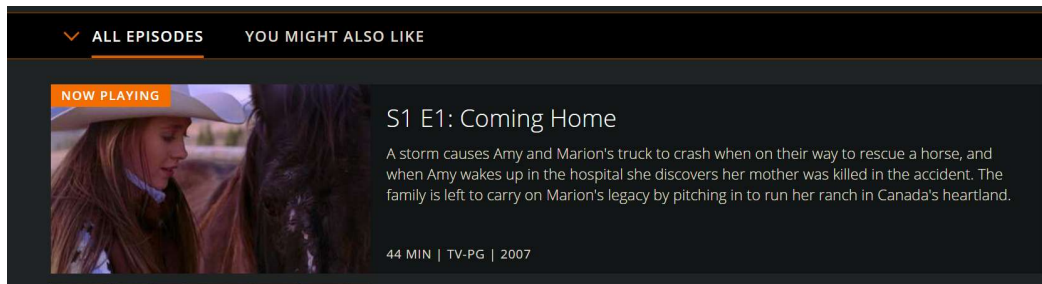 ALL EPISODES YOU MIGHT ALSO LIKE
NOW PLAYING
S1 E1: Coming Home
A storm causes Amy and Marion's truck to crash when on their way to rescue a horse, and
when Amy wakes up in the hospital she discovers her mother was killed in the accident. The
family is left to carry on Marion's legacy by pitching in to run her ranch in Canada's heartland.
44 MIN | TV-PG | 2007